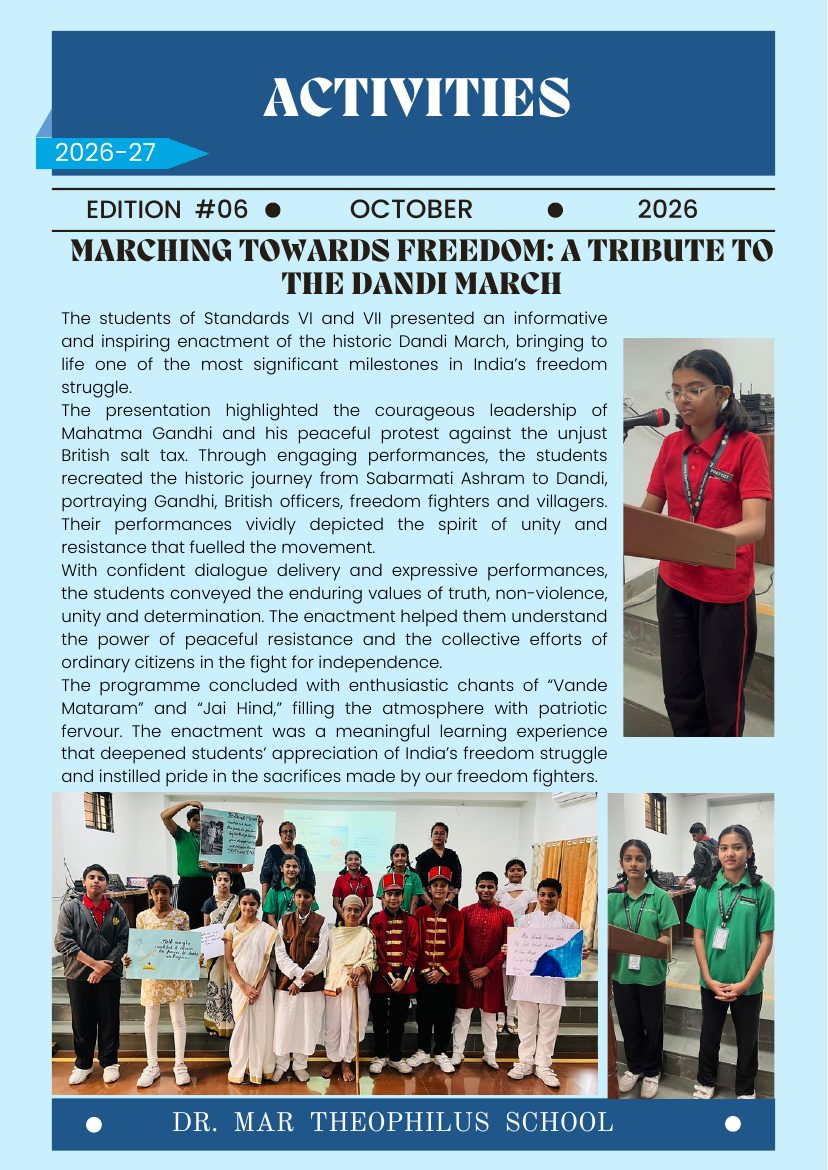 ACTIVITIES
2026-27
EDITION #06 ● OCTOBER ● 2026
MARCHING TOWARDS FREEDOM: A TRIBUTE TO
THE DANDI MARCH
The students of Standards VI and VII presented an informative
and inspiring enactment of the historic Dandi March, bringing to
life one of the most significant milestones in India’s freedom
struggle.
The presentation highlighted the courageous leadership of
Mahatma Gandhi and his peaceful protest against the unjust
British salt tax. Through engaging performances, the students
recreated the historic journey from Sabarmati Ashram to Dandi,
portraying Gandhi, British officers, freedom fighters and villagers.
Their performances vividly depicted the spirit of unity and
resistance that fuelled the movement.
With confident dialogue delivery and expressive performances,
the students conveyed the enduring values of truth, non-violence,
unity and determination. The enactment helped them understand
the power of peaceful resistance and the collective efforts of
ordinary citizens in the fight for independence.
The programme concluded with enthusiastic chants of “Vande
Mataram” and “Jai Hind,” filling the atmosphere with patriotic
fervour. The enactment was a meaningful learning experience
that deepened students’ appreciation of India’s freedom struggle
and instilled pride in the sacrifices made by our freedom fighters.
DR. MAR THEOPHILUS SCHOOL